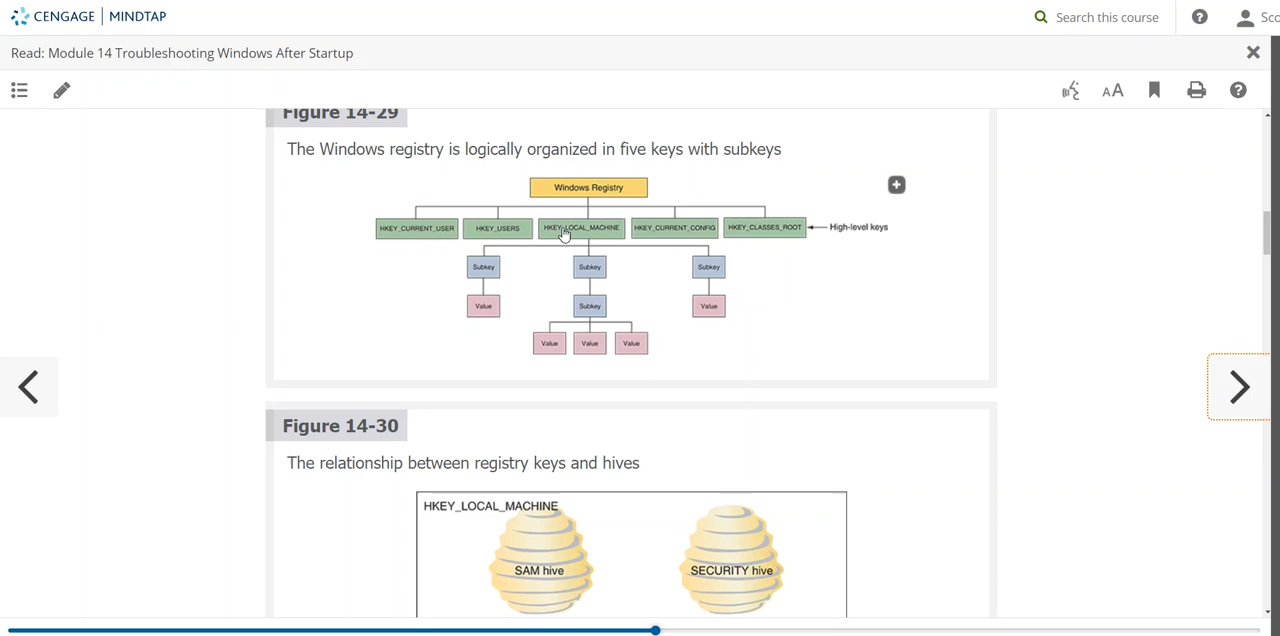 CENGAGE | MINDTAP
Search this course
Sco
Read: Module 14 Troubleshooting Windows After Startup
AA
Figure 14-29
The Windows registry is logically organized in five keys with subkeys
Windows Registry
HKEY_CURRENT_USER HKEY_USERS HKEY_LOCAL_MACHINE HKEY_CURRENT_CONFIG HKEY_CLASSES_ROOT High-level keys
Subkey Subkey Subkey
Value Subkey Value
Value Value Value
Figure 14-30
The relationship between registry keys and hives
HKEY_LOCAL_MACHINE
SAM hive SECURITY hive